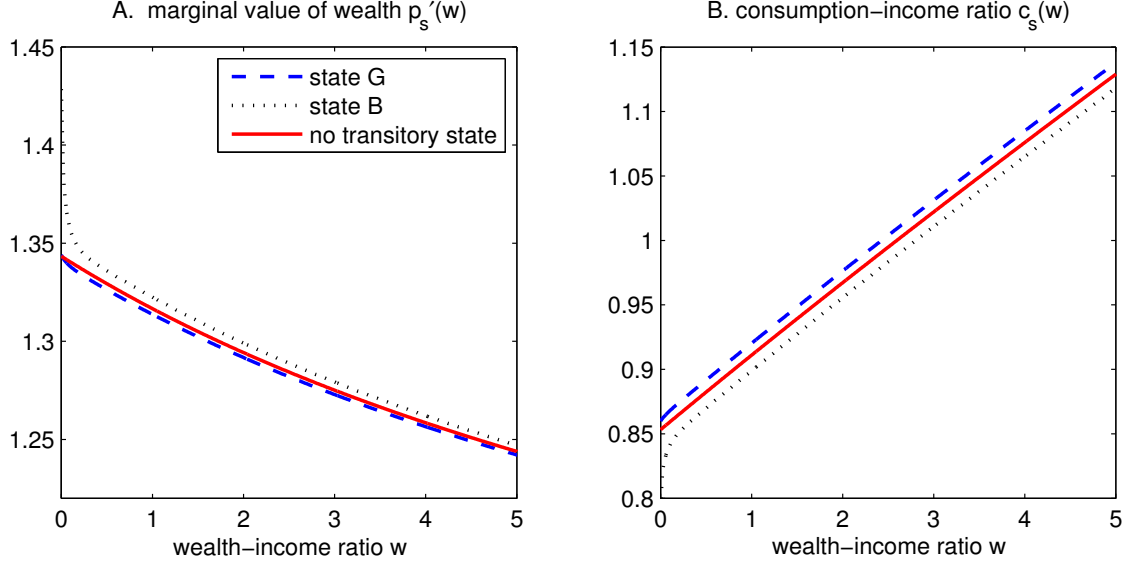 A. marginal value of wealth pₛ′(w)
1.45
1.4
1.35
1.3
1.25
0 1 2 3 4 5
wealth−income ratio w
state G
state B
no transitory state
B. consumption−income ratio cₛ(w)
1.15
1.1
1.05
1
0.95
0.9
0.85
0.8
0 1 2 3 4 5
wealth−income ratio w